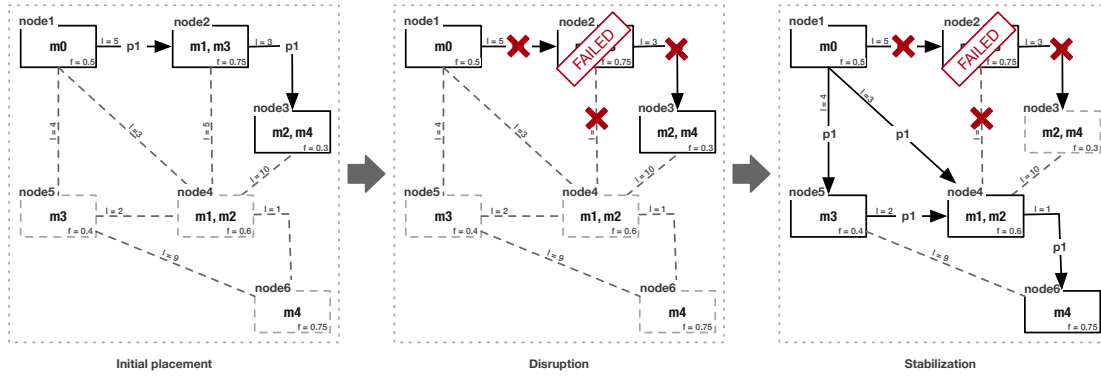 node1
m0
f = 0.5
l = 5
p1
node2
m1, m3
f = 0.75
l = 3
p1
node3
m2, m4
f = 0.3
l = 4
l=3
l = 5
l = 10
node5
m3
f = 0.4
l = 2
node4
m1, m2
f = 0.6
l = 1
l = 9
node6
m4
f = 0.75
Initial placement
node1
m0
f = 0.5
l = 5
node2
FAILED
f = 0.75
l = 3
node3
m2, m4
f = 0.3
l = 4
l=3
l =
l = 10
node5
m3
f = 0.4
l = 2
node4
m1, m2
f = 0.6
l = 1
l = 9
node6
m4
f = 0.75
Disruption
node1
m0
f = 0.5
l = 5
node2
FAILED
f = 0.75
l = 3
node3
m2, m4
f = 0.3
l = 4
p1
l=3
p1
l =
l = 10
node5
m3
f = 0.4
l = 2
p1
node4
m1, m2
f = 0.6
l = 1
p1
l = 9
node6
m4
f = 0.75
Stabilization